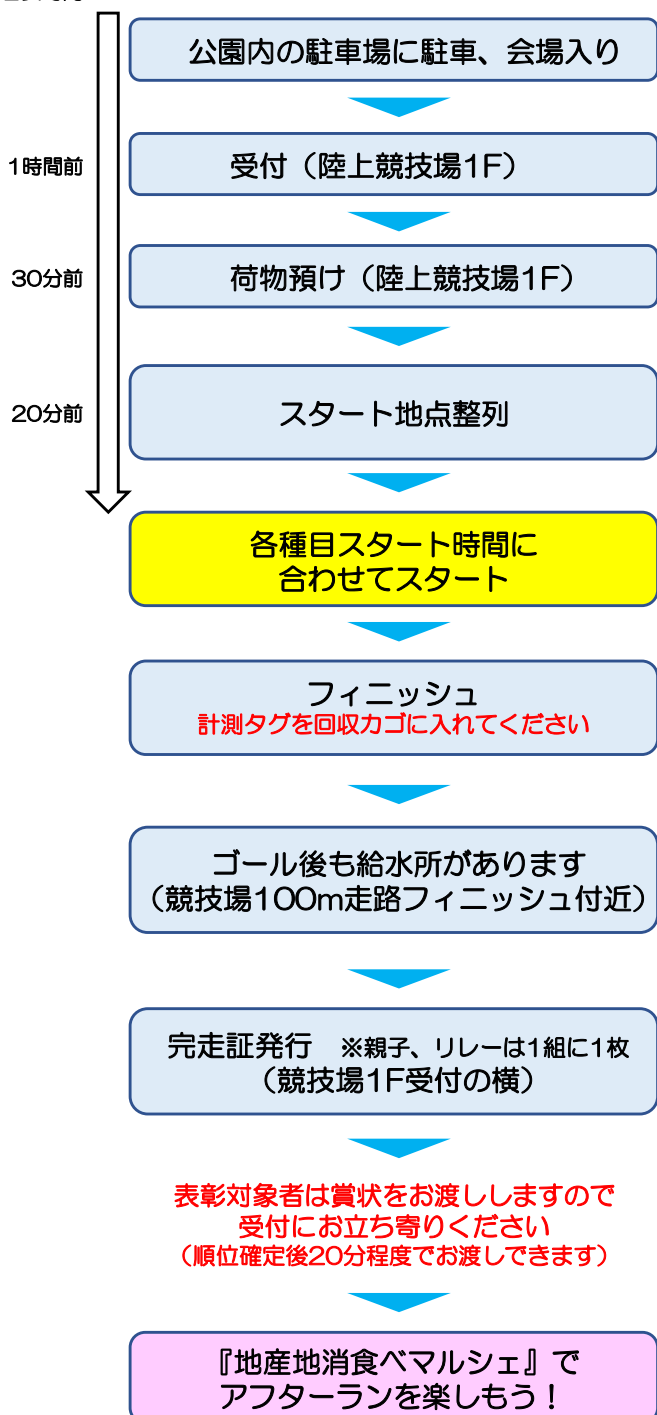 公園内の駐車場に駐車、会場入り
1時間前
受付（陸上競技場1F）
30分前
荷物預け（陸上競技場1F）
20分前
スタート地点整列
各種目スタート時間に
合わせてスタート
フィニッシュ
計測タグを回収カゴに入れてください
ゴール後も給水所があります
（競技場100m走路フィニッシュ付近）
完走証発行　※親子、リレーは1組に1枚
（競技場1F受付の横）
表彰対象者は賞状をお渡ししますので
受付にお立ち寄りください
（順位確定後20分程度でお渡しできます）
『地産地消食べマルシェ』で
アフターランを楽しもう！